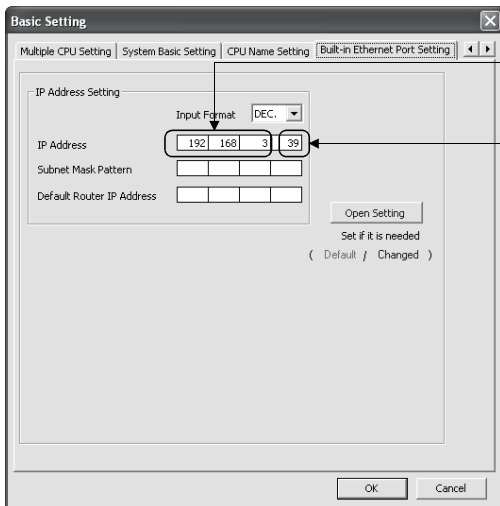 Basic Setting
Multiple CPU Setting System Basic Setting CPU Name Setting Built-in Ethernet Port Setting
IP Address Setting
Input Format DEC.
IP Address 192 168 3 39
Subnet Mask Pattern
Default Router IP Address
Open Setting
Set if it is needed
( Default / Changed )
OK Cancel